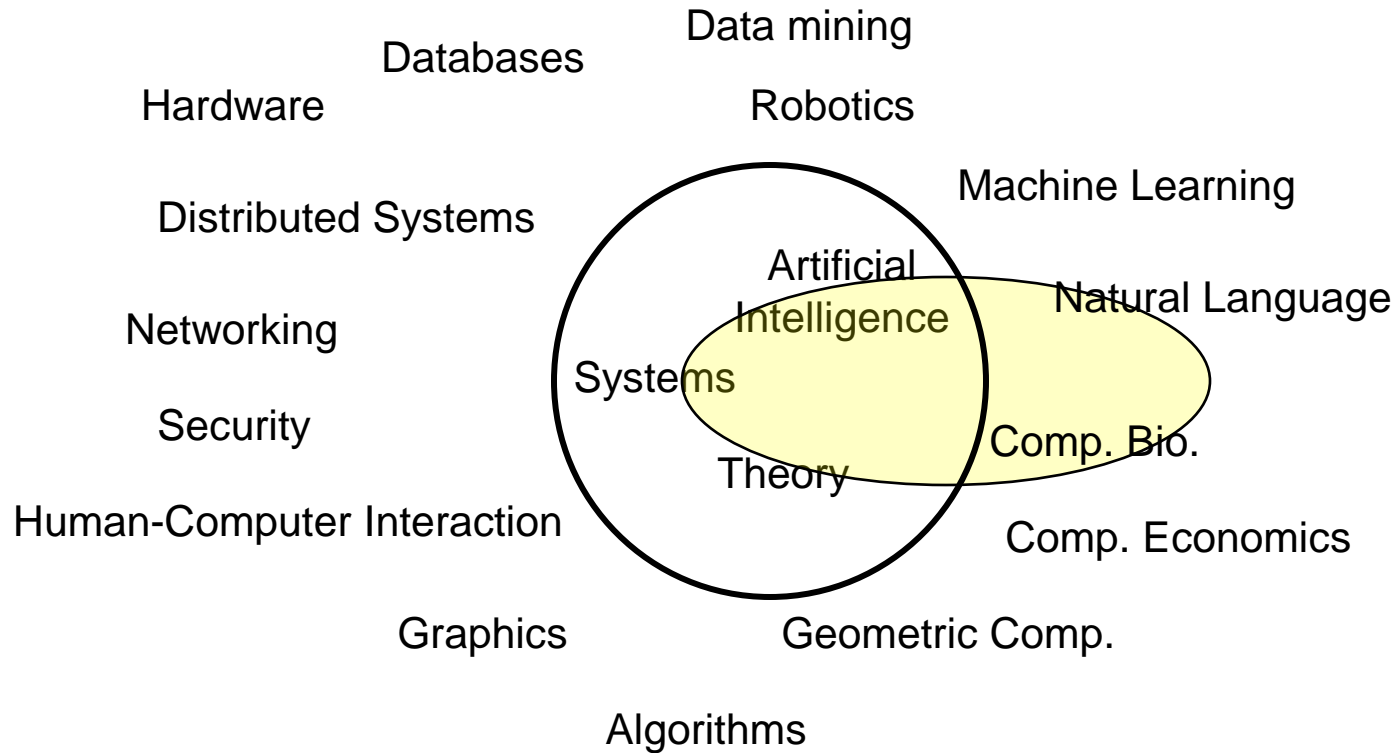 Data mining
Databases
Hardware
Robotics
Machine Learning
Distributed Systems
Artificial
Intelligence
Natural Language
Networking
Systems
Security
Comp. Bio.
Theory
Human-Computer Interaction
Comp. Economics
Graphics
Geometric Comp.
Algorithms